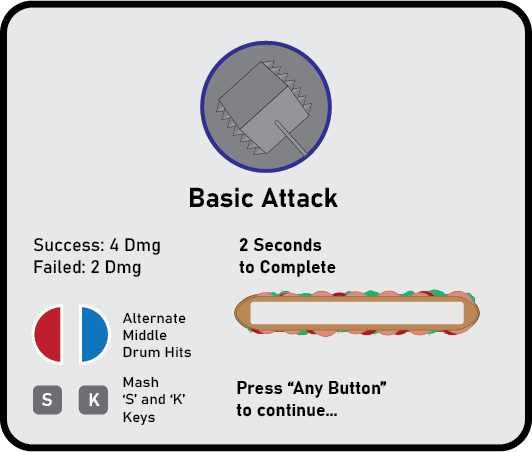 Basic Attack
Success: 4 Dmg
Failed: 2 Dmg
2 Seconds
to Complete
Alternate
Middle
Drum Hits
S K
Mash
‘S’ and ‘K’
Keys
Press “Any Button”
to continue...